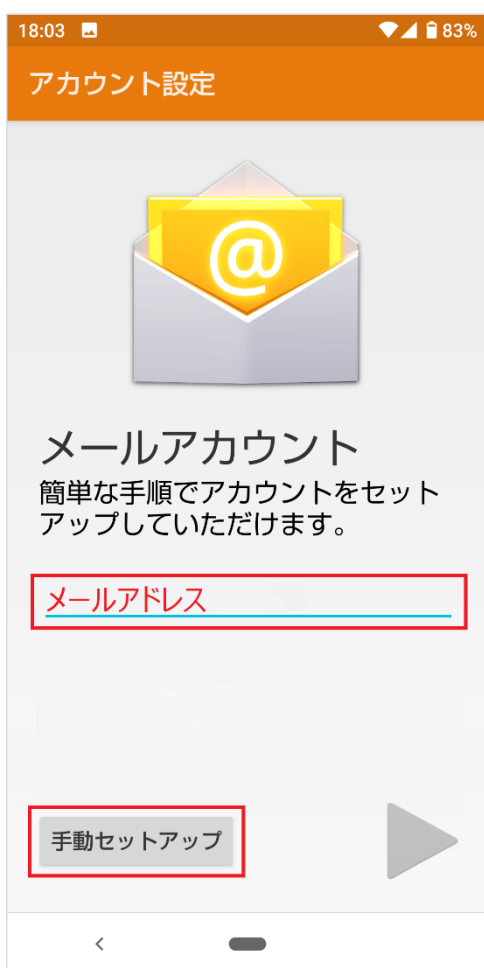 18:03 83%
アカウント設定
@
メールアカウント
簡単な手順でアカウントをセット
アップしていただけます。
メールアドレス
手動セットアップ